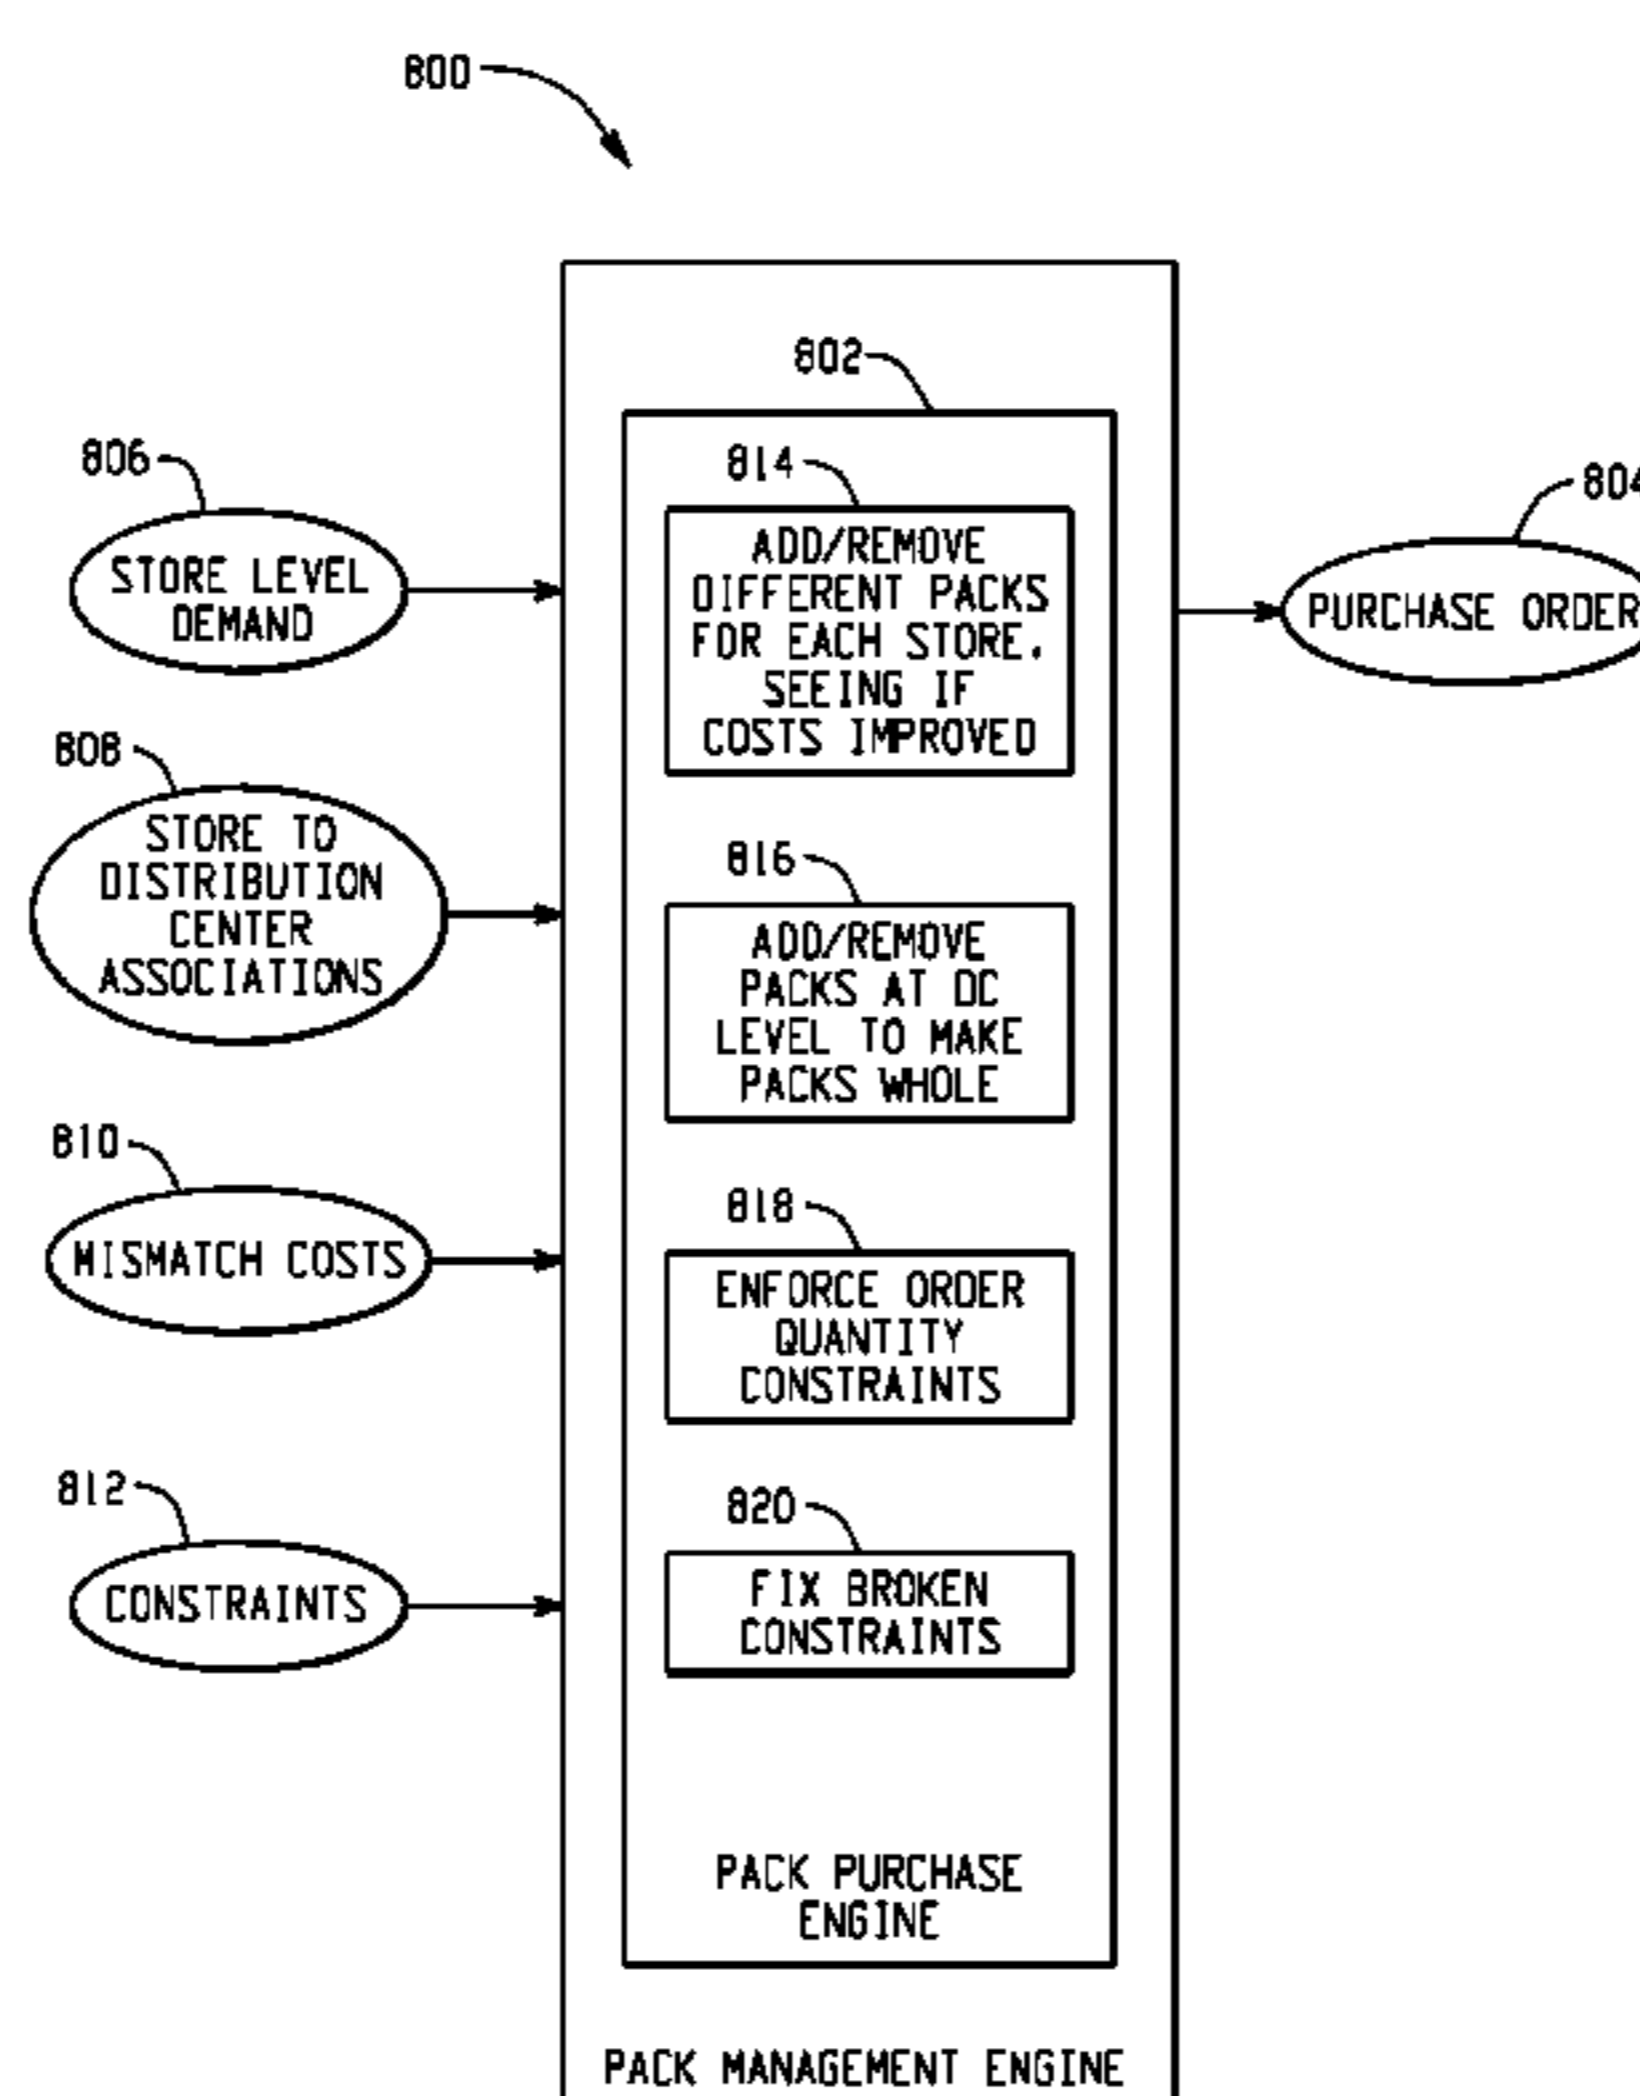 800
802
806
814
804
STORE LEVEL
DEMAND
ADD/REMOVE
DIFFERENT PACKS
FOR EACH STORE.
SEEING IF
COSTS IMPROVED
PURCHASE ORDER
808
STORE TO
DISTRIBUTION
CENTER
ASSOCIATIONS
816
ADD/REMOVE
PACKS AT DC
LEVEL TO MAKE
PACKS WHOLE
810
MISMATCH COSTS
818
ENFORCE ORDER
QUANTITY
CONSTRAINTS
812
CONSTRAINTS
820
FIX BROKEN
CONSTRAINTS
PACK PURCHASE
ENGINE
PACK MANAGEMENT ENGINE